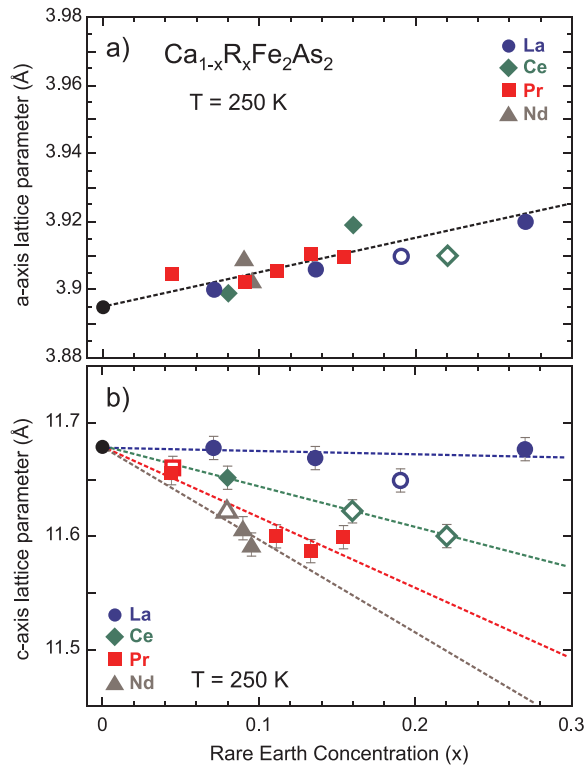 3.98
3.96
3.94
3.92
3.9
3.88
a-axis lattice parameter (Å)
a)
Ca1-xRxFe2As2
T = 250 K
La
Ce
Pr
Nd
11.7
11.6
11.5
c-axis lattice parameter (Å)
b)
La
Ce
Pr
Nd
T = 250 K
0
0.1
0.2
0.3
Rare Earth Concentration (x)